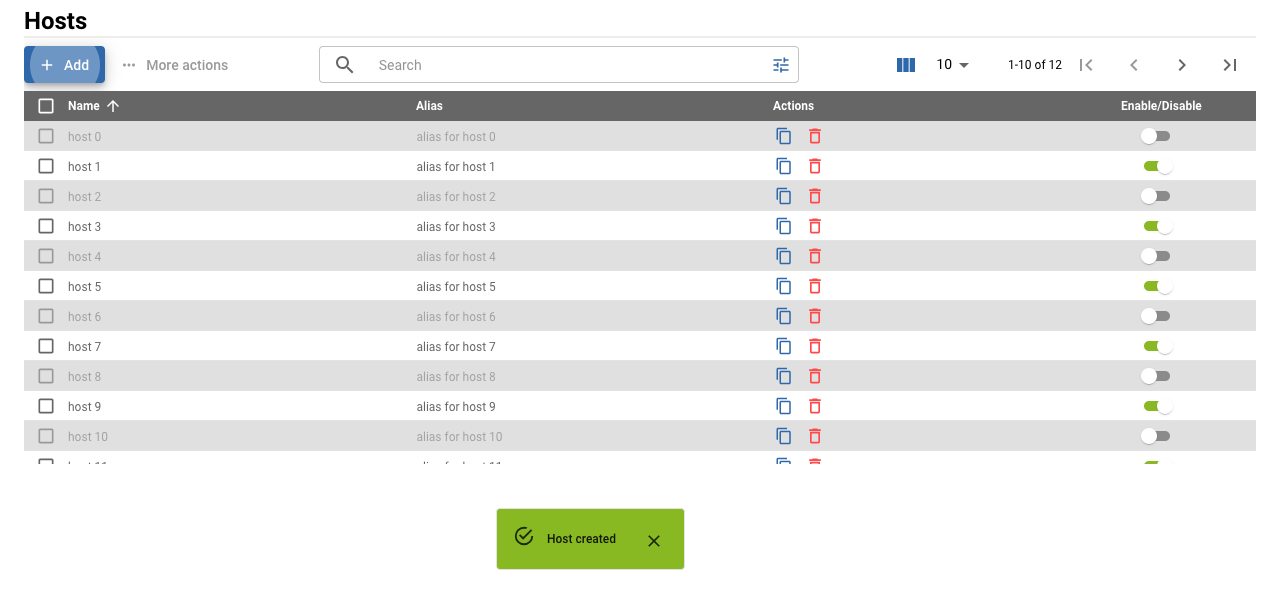 Hosts
Add
More actions
Search
10
1-10 of 12
Name Alias Actions Enable/Disable
host 0 alias for host 0
host 1 alias for host 1
host 2 alias for host 2
host 3 alias for host 3
host 4 alias for host 4
host 5 alias for host 5
host 6 alias for host 6
host 7 alias for host 7
host 8 alias for host 8
host 9 alias for host 9
host 10 alias for host 10
Host created